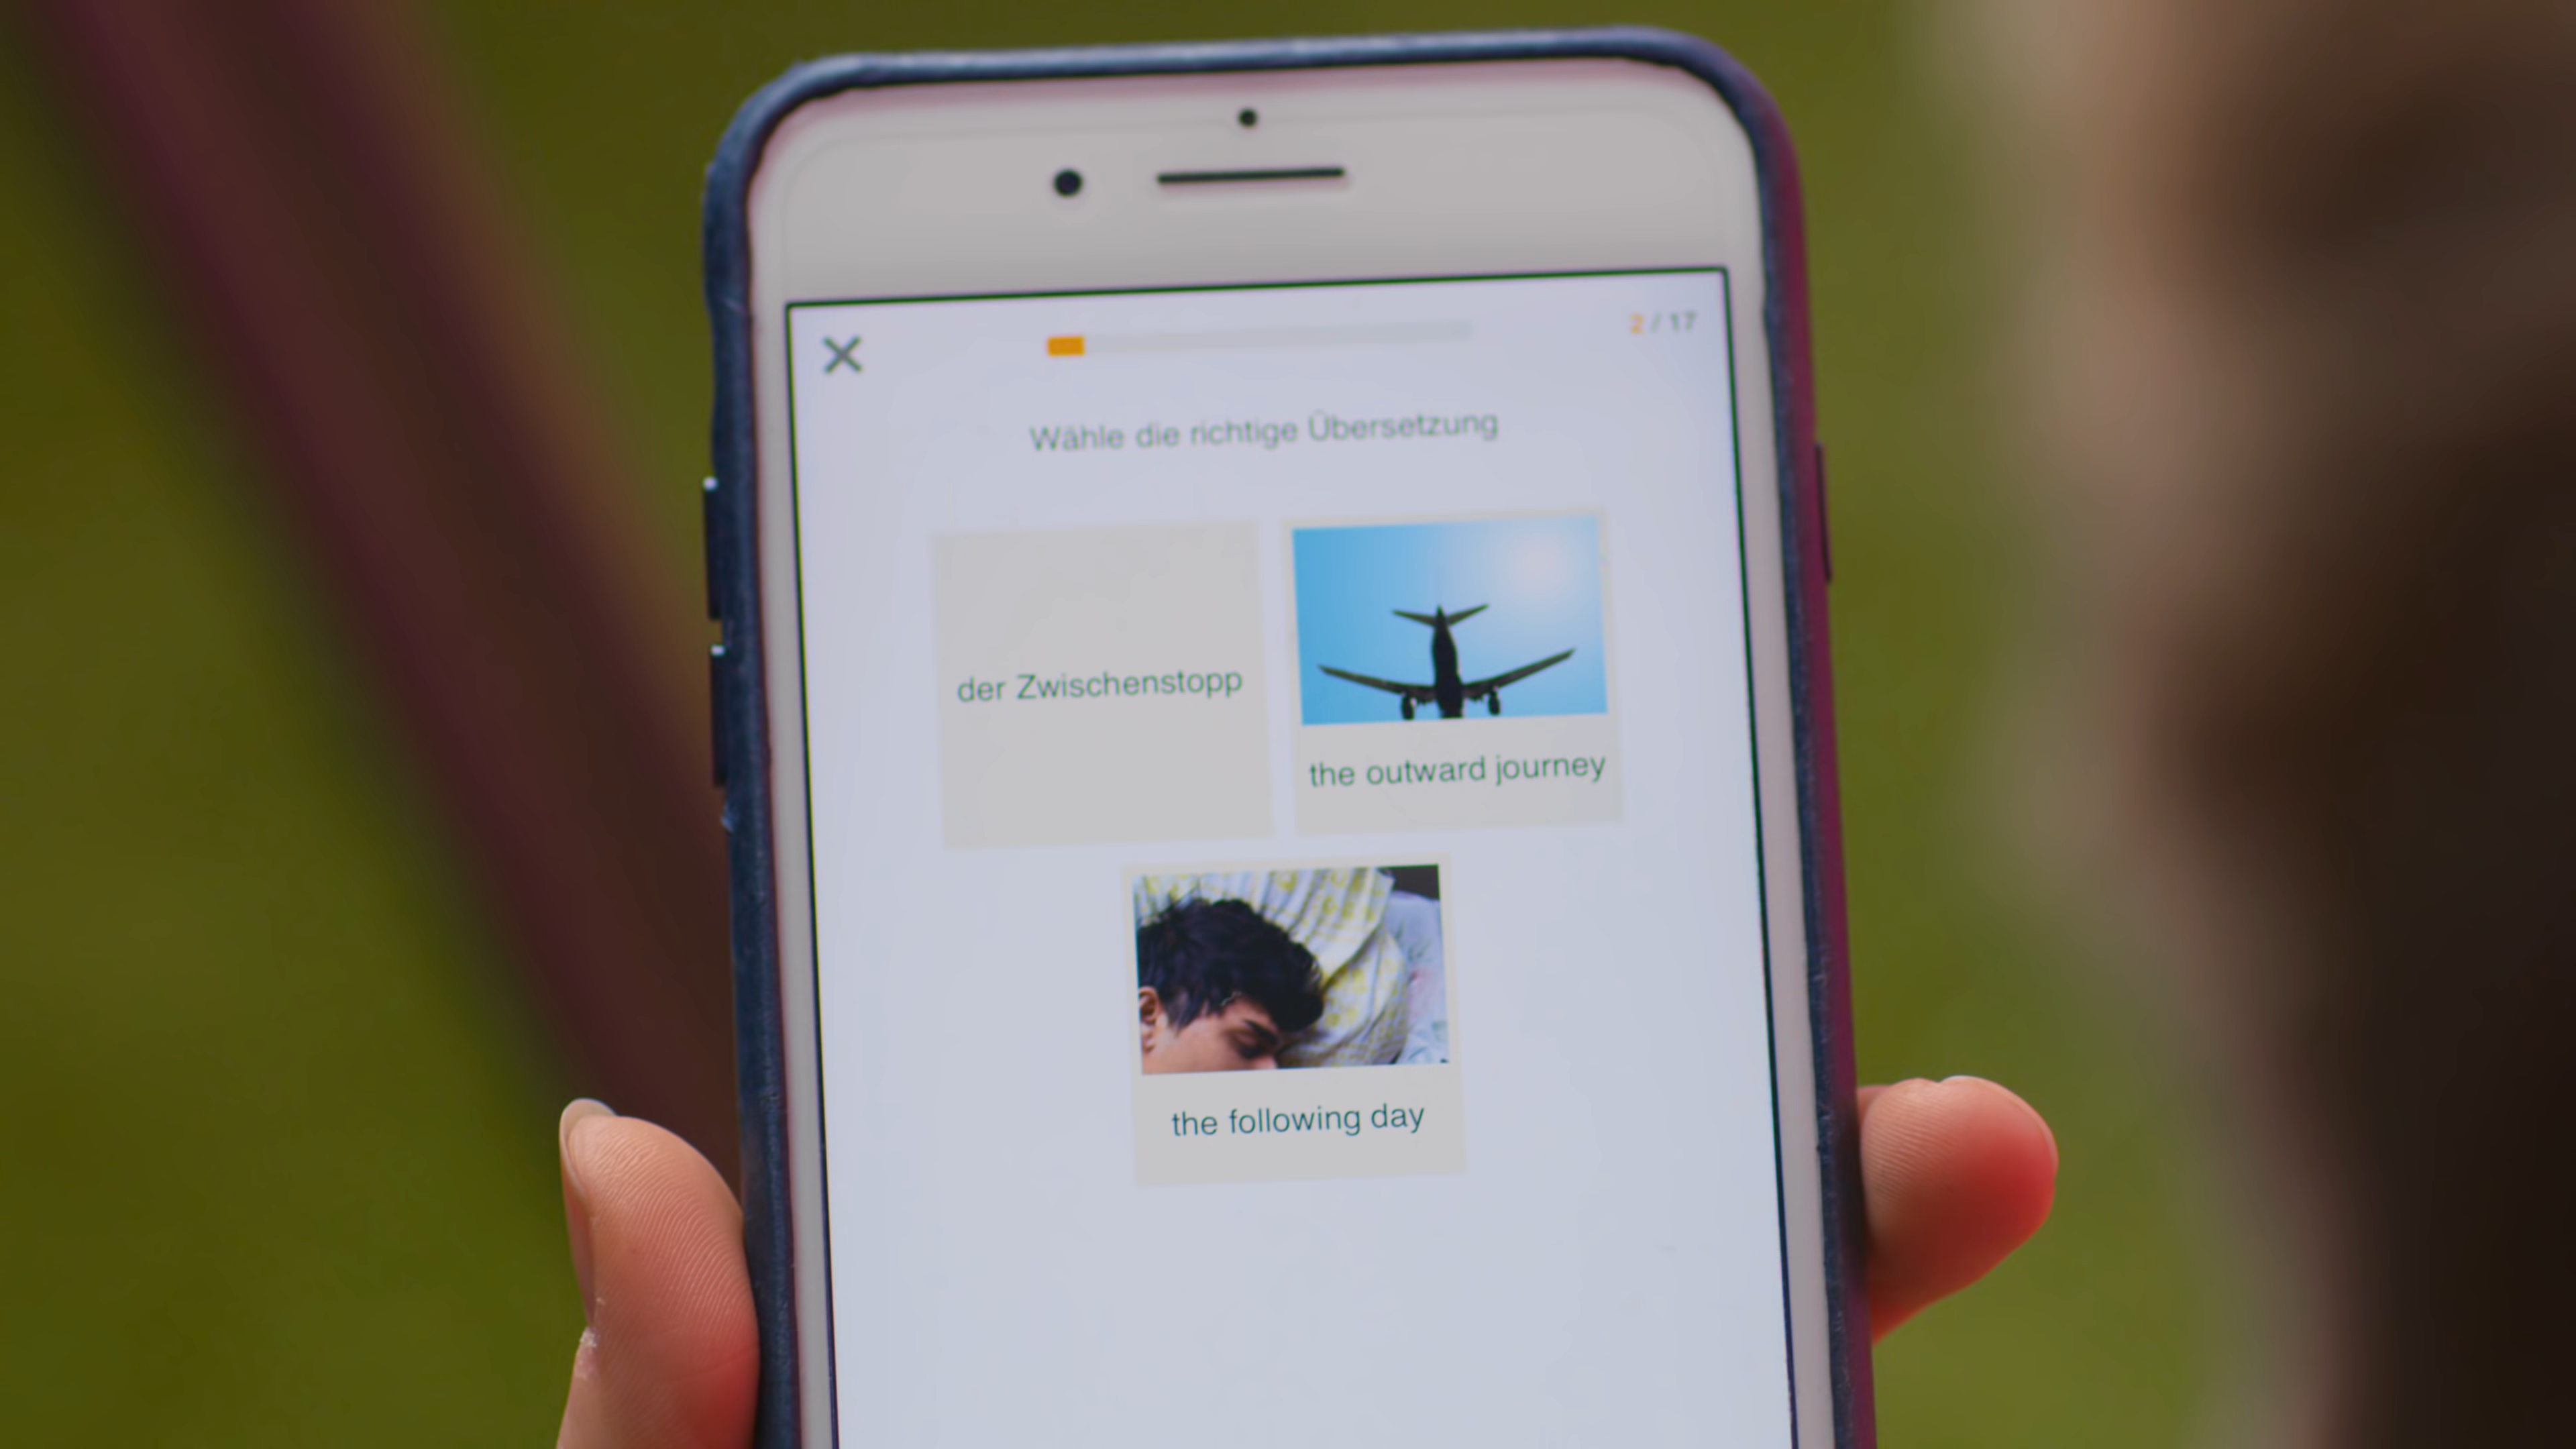 2 / 17
Wähle die richtige Übersetzung
der Zwischenstopp
the outward journey
the following day